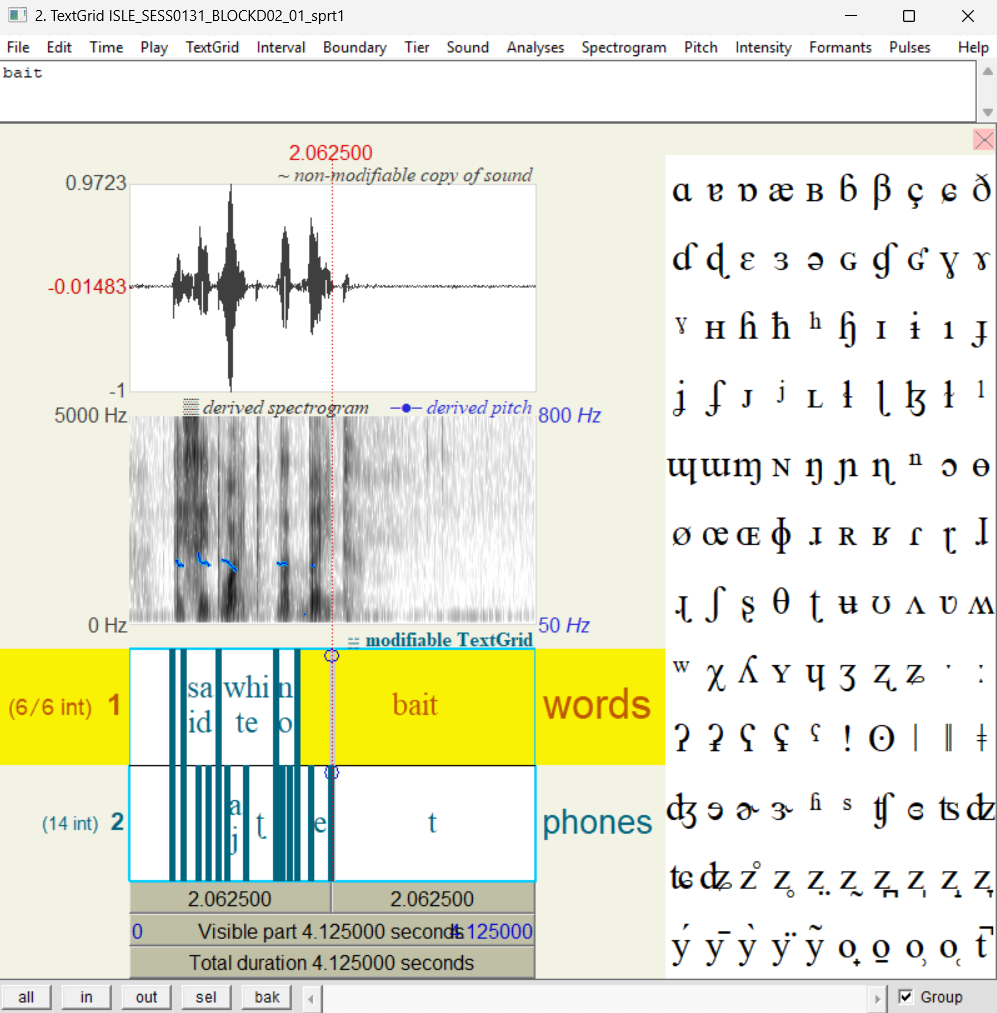 2. TextGrid ISLE_SESS0131_BLOCKD02_01_sprt1
File Edit Time Play TextGrid Interval Boundary Tier Sound Analyses Spectrogram Pitch Intensity Formants Pulses Help
bait
2.062500
~ non-modifiable copy of sound
0.9723
-0.01483
-1
derived spectrogram derived pitch
5000 Hz 800 Hz
0 Hz 50 Hz
modifiable TextGrid
(6/6 int) 1 sa id whi te n o bait words
(14 int) 2 a j ʈ e t phones
2.062500 2.062500
0 Visible part 4.125000 seconds 4.125000
Total duration 4.125000 seconds
all in out sel bak Group
ɑ ɐ ɒ æ ʙ ɓ β ç ɕ ð
ɗ ɖ ɛ ɜ ə ɢ ɠ ʛ ɣ ɤ
ˠ ʜ ɦ ħ ʰ ɧ ɪ ɨ ı ɟ
ʝ ʄ ɹ ʲ ʟ ɫ ɭ ɮ ɬ ˡ
ɰ ɯ ɱ ɴ ŋ ɲ ɳ ⁿ ɔ ɵ
ø œ ɶ ɸ ɹ ʀ ʁ ɾ ɽ ɺ
ɻ ʃ ʂ θ ʈ ʉ ʊ ʌ ʋ ʍ
ʷ χ ʎ ʏ ɥ ʒ ʐ ʑ ˑ ː
ʔ ʡ ʕ ʢ ˤ ! ʘ ǀ ǁ ǂ